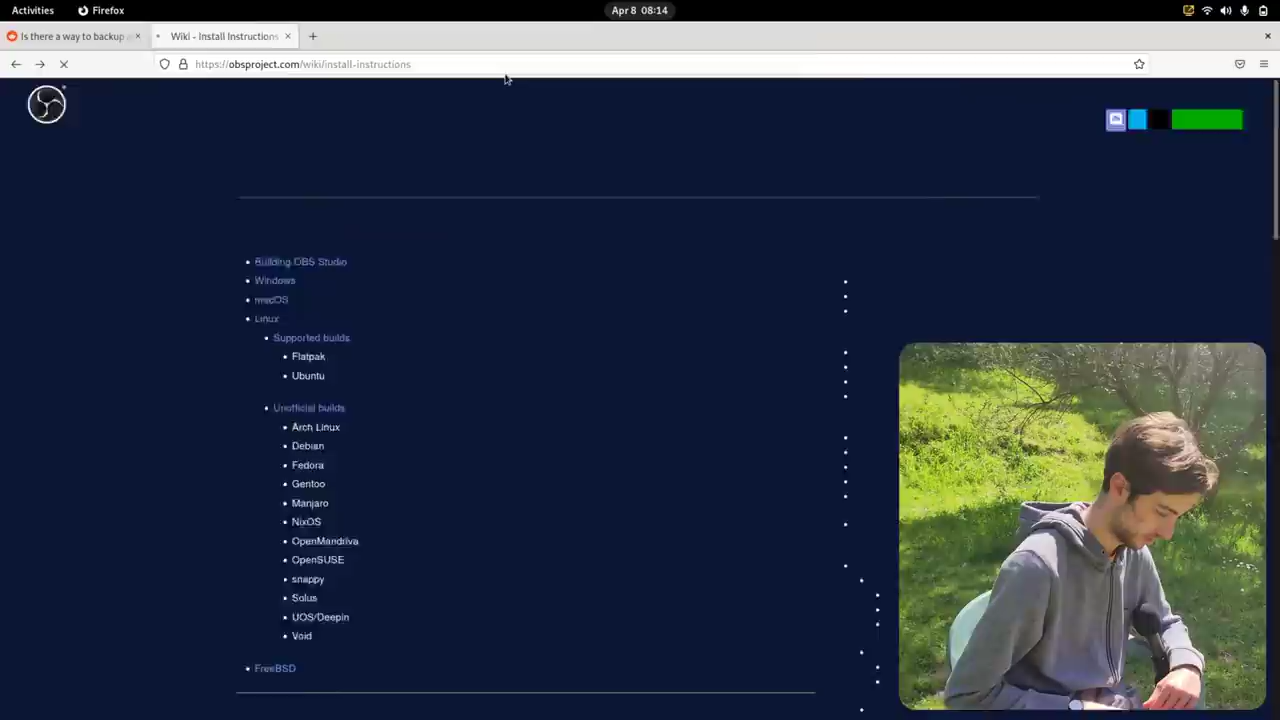 Activities
Firefox
Apr 8 08:14
Is there a way to backup
Wiki - Install Instructions
https://obsproject.com/wiki/install-instructions
Building OBS Studio
Windows
macOS
Linux
Supported builds
Flatpak
Ubuntu
Unofficial builds
Arch Linux
Debian
Fedora
Gentoo
Manjaro
NixOS
OpenMandriva
OpenSUSE
snappy
Solus
UOS/Deepin
Void
FreeBSD